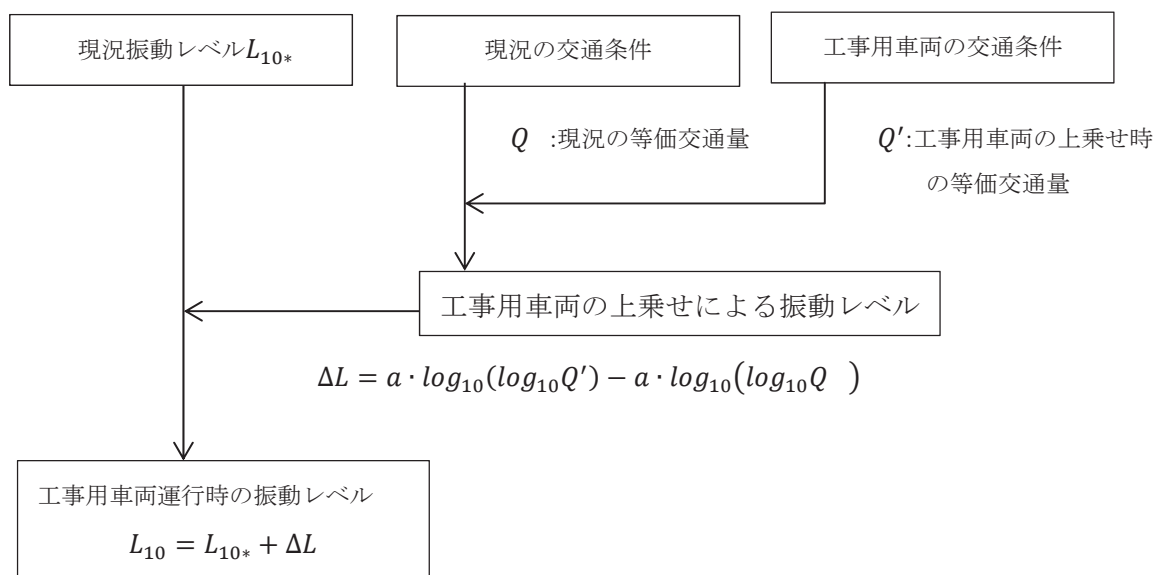 現況振動レベルL₁₀*
現況の交通条件
工事用車両の交通条件
Q :現況の等価交通量
Q′:工事用車両の上乗せ時
の等価交通量
工事用車両の上乗せによる振動レベル
ΔL = a · log₁₀(log₁₀Q′) − a · log₁₀(log₁₀Q )
工事用車両運行時の振動レベル
L₁₀ = L₁₀* + ΔL